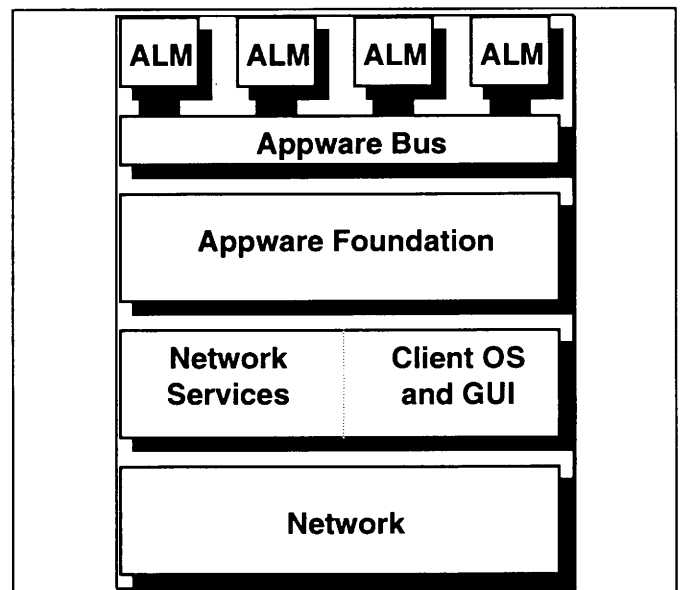 ALM ALM ALM ALM
Appware Bus
Appware Foundation
Network Services
Client OS and GUI
Network